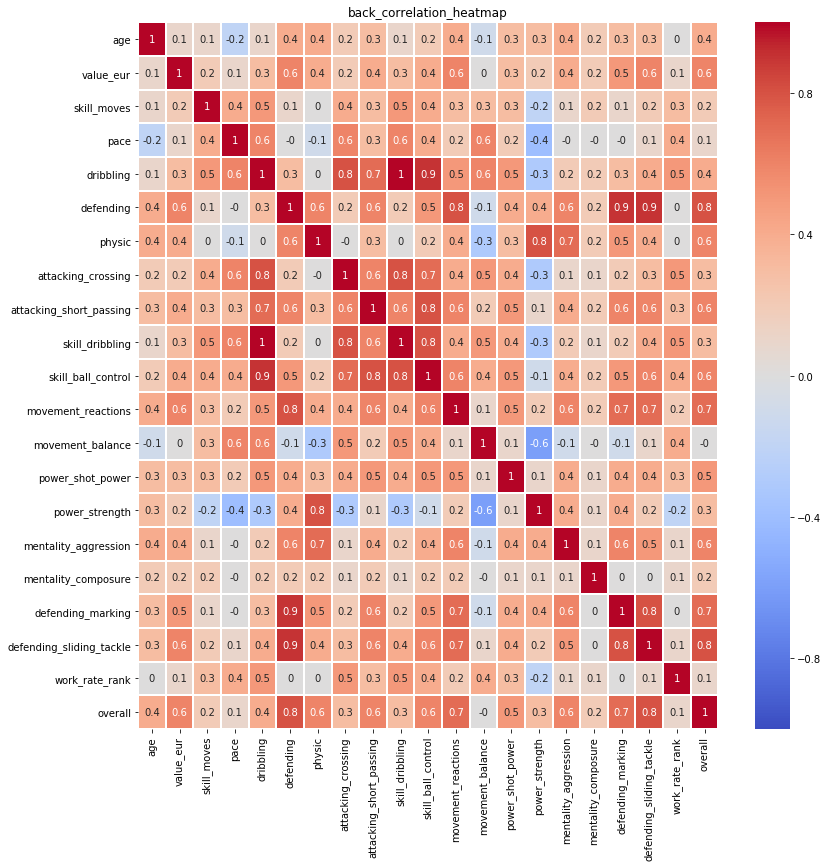 back_correlation_heatmap
age 1 0.1 0.1 -0.2 0.1 0.4 0.4 0.2 0.3 0.1 0.2 0.4 -0.1 0.3 0.3 0.4 0.2 0.3 0.3 0 0.4
value_eur 0.1 1 0.2 0.1 0.3 0.6 0.4 0.2 0.4 0.3 0.4 0.6 0 0.3 0.2 0.4 0.2 0.5 0.6 0.1 0.6
skill_moves 0.1 0.2 1 0.4 0.5 0.1 0 0.4 0.3 0.5 0.4 0.3 0.3 0.3 -0.2 0.1 0.2 0.1 0.2 0.3 0.2
pace -0.2 0.1 0.4 1 0.6 -0 -0.1 0.6 0.3 0.6 0.4 0.2 0.6 0.2 -0.4 -0 -0 -0 0.1 0.4 0.1
dribbling 0.1 0.3 0.5 0.6 1 0.3 0 0.8 0.7 1 0.9 0.5 0.6 0.5 -0.3 0.2 0.2 0.3 0.4 0.5 0.4
defending 0.4 0.6 0.1 -0 0.3 1 0.6 0.2 0.6 0.2 0.5 0.8 -0.1 0.4 0.4 0.6 0.2 0.9 0.9 0 0.8
physic 0.4 0.4 0 -0.1 0 0.6 1 -0 0.3 0 0.2 0.4 -0.3 0.3 0.8 0.7 0.2 0.5 0.4 0 0.6
attacking_crossing 0.2 0.2 0.4 0.6 0.8 0.2 -0 1 0.6 0.8 0.7 0.4 0.5 0.4 -0.3 0.1 0.1 0.2 0.3 0.5 0.3
attacking_short_passing 0.3 0.4 0.3 0.3 0.7 0.6 0.3 0.6 1 0.6 0.8 0.6 0.2 0.5 0.1 0.4 0.2 0.6 0.6 0.3 0.6
skill_dribbling 0.1 0.3 0.5 0.6 1 0.2 0 0.8 0.6 1 0.8 0.4 0.5 0.4 -0.3 0.2 0.1 0.2 0.4 0.5 0.3
skill_ball_control 0.2 0.4 0.4 0.4 0.9 0.5 0.2 0.7 0.8 0.8 1 0.6 0.4 0.5 -0.1 0.4 0.2 0.5 0.6 0.4 0.6
movement_reactions 0.4 0.6 0.3 0.2 0.5 0.8 0.4 0.4 0.6 0.4 0.6 1 0.1 0.5 0.2 0.6 0.2 0.7 0.7 0.2 0.7
movement_balance -0.1 0 0.3 0.6 0.6 -0.1 -0.3 0.5 0.2 0.5 0.4 0.1 1 0.1 -0.6 -0.1 -0 -0.1 0.1 0.4 -0
power_shot_power 0.3 0.3 0.3 0.2 0.5 0.4 0.3 0.4 0.5 0.4 0.5 0.5 0.1 1 0.1 0.4 0.1 0.4 0.4 0.3 0.5
power_strength 0.3 0.2 -0.2 -0.4 -0.3 0.4 0.8 -0.3 0.1 -0.3 -0.1 0.2 -0.6 0.1 1 0.4 0.1 0.4 0.2 -0.2 0.3
mentality_aggression 0.4 0.4 0.1 -0 0.2 0.6 0.7 0.1 0.4 0.2 0.4 0.6 -0.1 0.4 0.4 1 0.1 0.6 0.5 0.1 0.6
mentality_composure 0.2 0.2 0.2 -0 0.2 0.2 0.2 0.1 0.2 0.1 0.2 0.2 -0 0.1 0.1 0.1 1 0 0 0.1 0.2
defending_marking 0.3 0.5 0.1 -0 0.3 0.9 0.5 0.2 0.6 0.2 0.5 0.7 -0.1 0.4 0.4 0.6 0 1 0.8 0 0.7
defending_sliding_tackle 0.3 0.6 0.2 0.1 0.4 0.9 0.4 0.3 0.6 0.4 0.6 0.7 0.1 0.4 0.2 0.5 0 0.8 1 0.1 0.8
work_rate_rank 0 0.1 0.3 0.4 0.5 0 0 0.5 0.3 0.5 0.4 0.2 0.4 0.3 -0.2 0.1 0.1 0 0.1 1 0.1
overall 0.4 0.6 0.2 0.1 0.4 0.8 0.6 0.3 0.6 0.3 0.6 0.7 -0 0.5 0.3 0.6 0.2 0.7 0.8 0.1 1
age
value_eur
skill_moves
pace
dribbling
defending
physic
attacking_crossing
attacking_short_passing
skill_dribbling
skill_ball_control
movement_reactions
movement_balance
power_shot_power
power_strength
mentality_aggression
mentality_composure
defending_marking
defending_sliding_tackle
work_rate_rank
overall
0.8
0.4
0.0
−0.4
−0.8